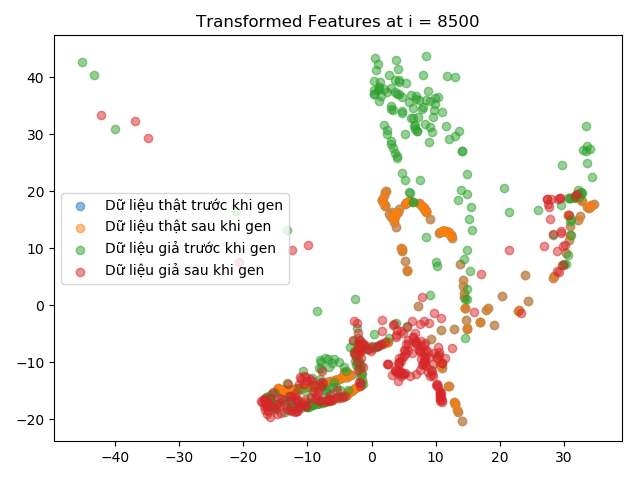 Transformed Features at i = 8500
40
30
20
10
0
−10
−20
Dữ liệu thật trước khi gen
Dữ liệu thật sau khi gen
Dữ liệu giả trước khi gen
Dữ liệu giả sau khi gen
−40 −30 −20 −10 0 10 20 30